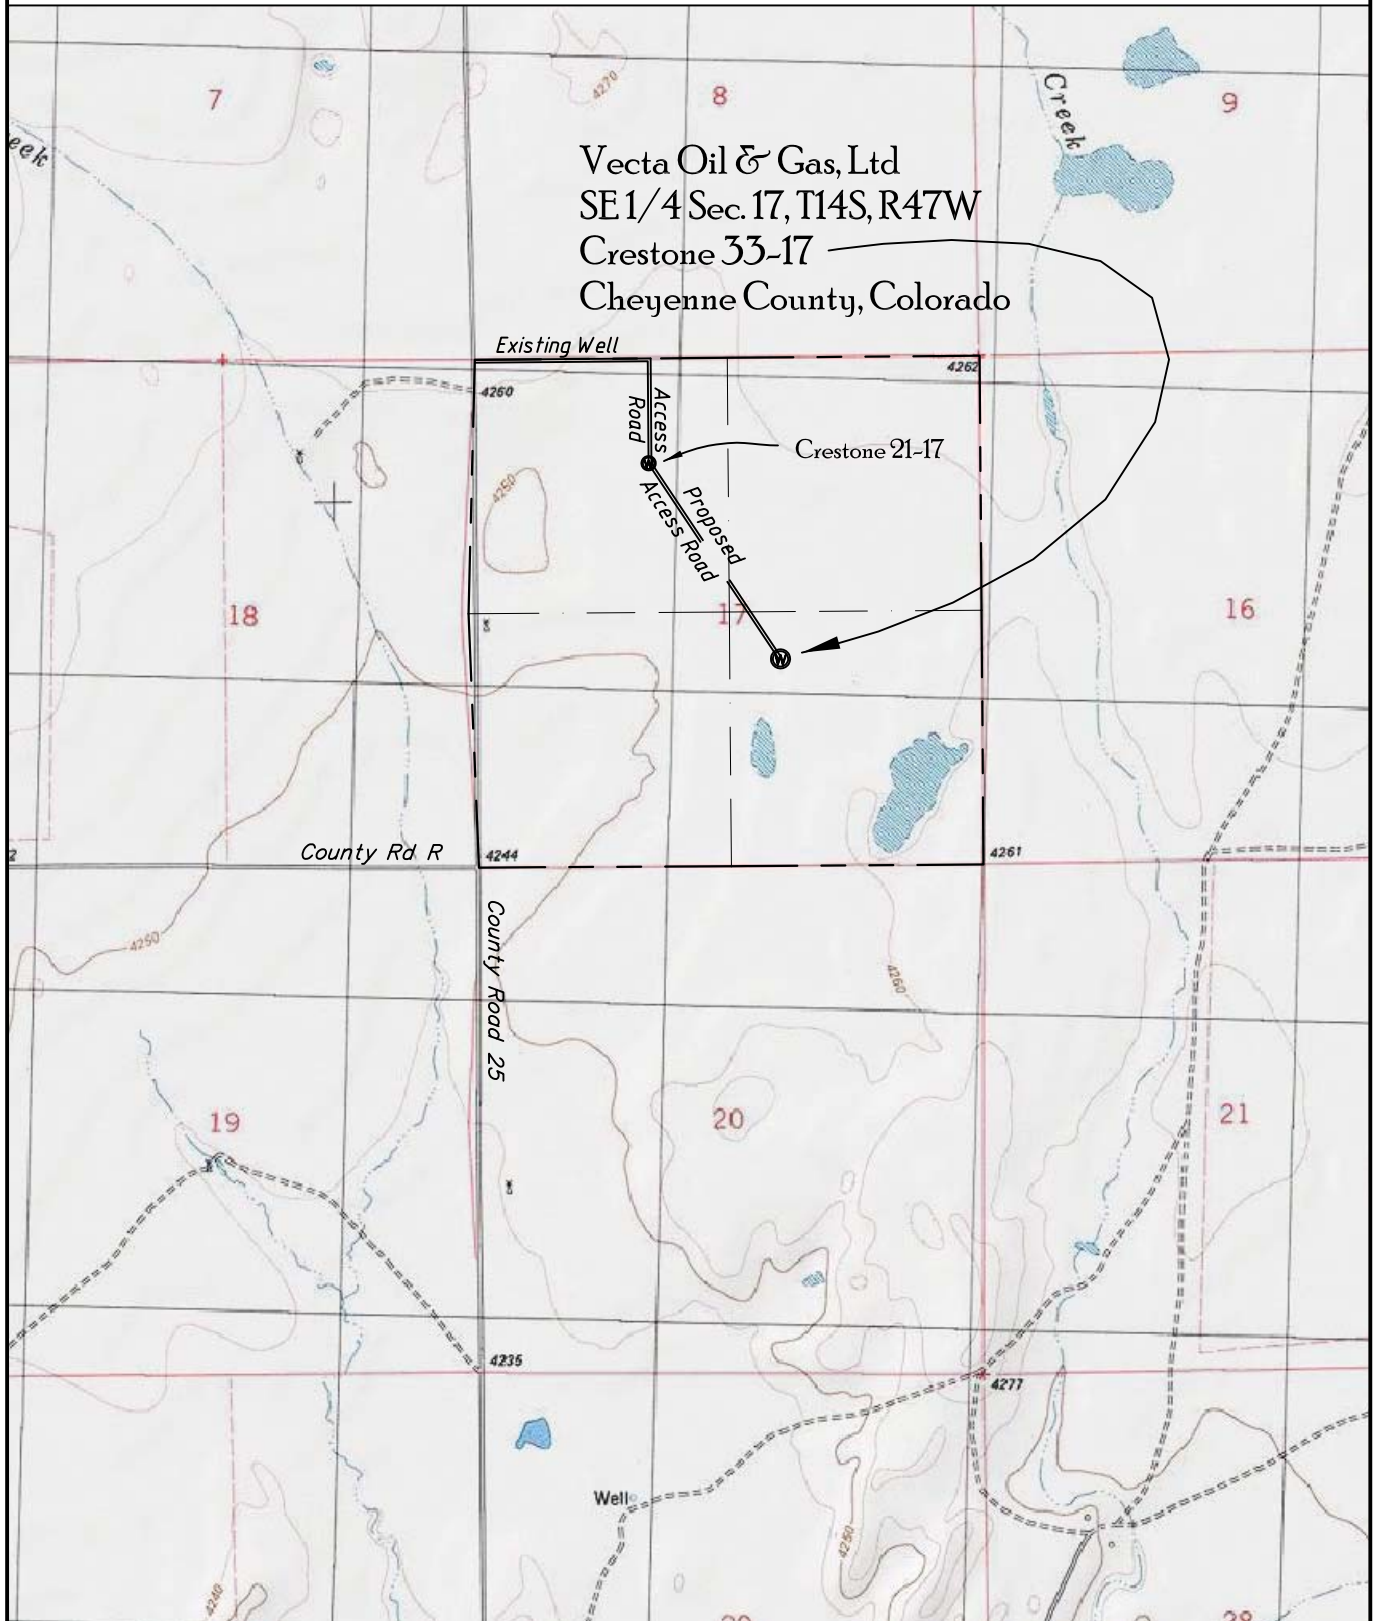 7
8
9
4270
Creek
eek
Vecta Oil & Gas, Ltd
SE 1/4 Sec. 17, T14S, R47W
Crestone 33-17
Cheyenne County, Colorado
Existing Well
Access
Road
4260
4262
Crestone 21-17
4250
Proposed
Access Road
18
17
16
County Rd R
4244
4261
2
4250
County Road 25
4260
19
20
21
4235
4277
Well
4250
4240